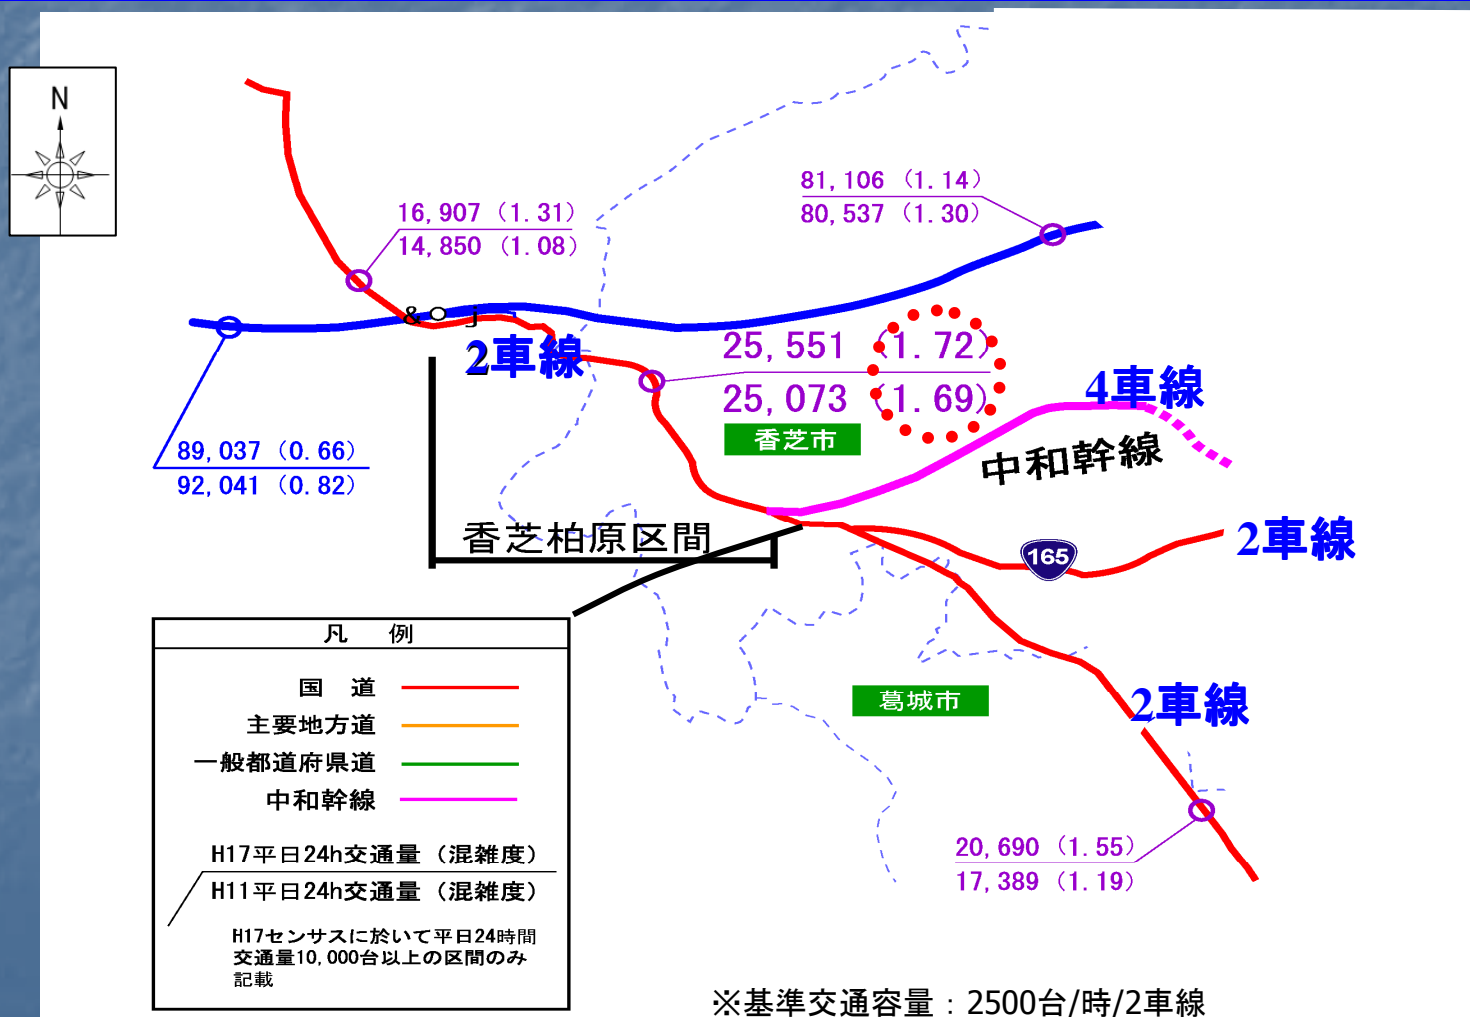 N
81,106 (1.14)
80,537 (1.30)
16,907 (1.31)
14,850 (1.08)
& O j
2車線
25,551 (1.72)
25,073 (1.69)
4車線
香芝市
中和幹線
89,037 (0.66)
92,041 (0.82)
香芝柏原区間
165
2車線
凡 例
国 道
主要地方道
一般都道府県道
中和幹線
H17平日24h交通量（混雑度）
H11平日24h交通量（混雑度）
H17センサスに於いて平日24時間
交通量10,000台以上の区間のみ
記載
葛城市
2車線
20,690 (1.55)
17,389 (1.19)
※基準交通容量：2500台/時/2車線